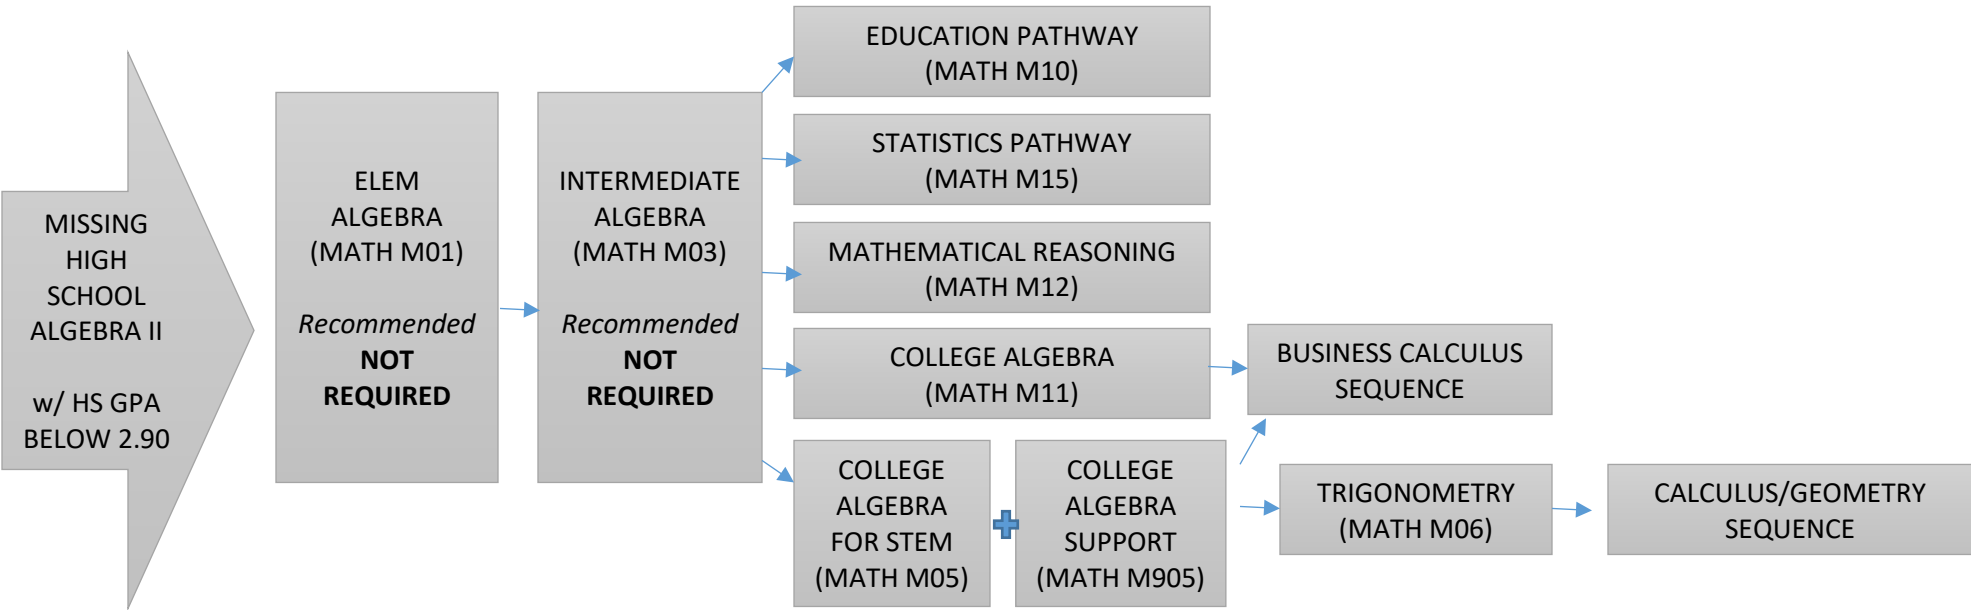 MISSING
HIGH
SCHOOL
ALGEBRA II
w/ HS GPA
BELOW 2.90
ELEM
ALGEBRA
(MATH M01)
Recommended
NOT
REQUIRED
INTERMEDIATE
ALGEBRA
(MATH M03)
Recommended
NOT
REQUIRED
EDUCATION PATHWAY
(MATH M10)
STATISTICS PATHWAY
(MATH M15)
MATHEMATICAL REASONING
(MATH M12)
COLLEGE ALGEBRA
(MATH M11)
BUSINESS CALCULUS
SEQUENCE
COLLEGE
ALGEBRA
FOR STEM
(MATH M05)
COLLEGE
ALGEBRA
SUPPORT
(MATH M905)
TRIGONOMETRY
(MATH M06)
CALCULUS/GEOMETRY
SEQUENCE